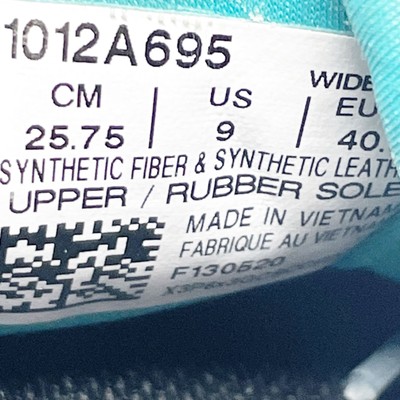 1012A695
WIDE
CM | US | EU
25.75 | 9 | 40.
SYNTHETIC FIBER & SYNTHETIC LEATH
UPPER / RUBBER SOLE
MADE IN VIETNAM
FABRIQUE AU VIETNA
F130520